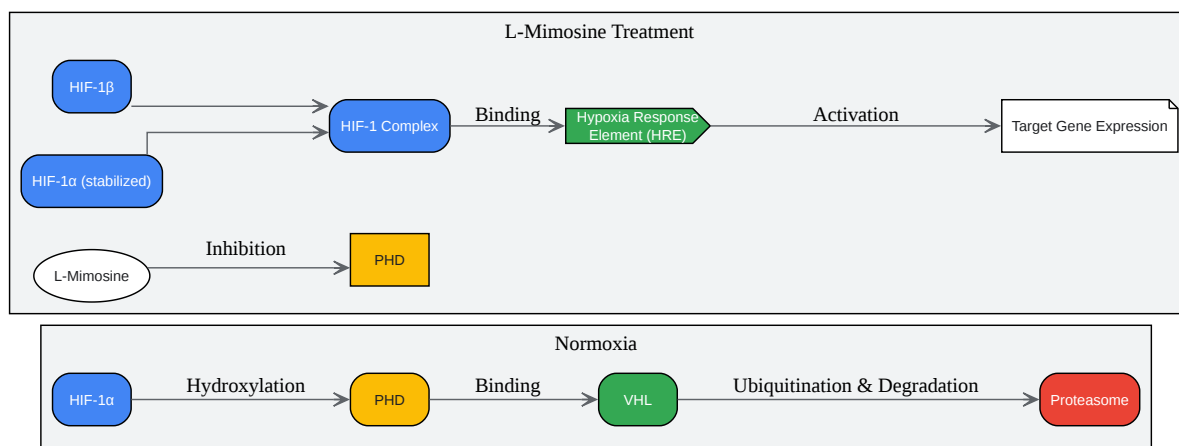 L-Mimosine Treatment
HIF-1β
HIF-1α (stabilized)
HIF-1 Complex
Binding
Hypoxia Response
Element (HRE)
Activation
Target Gene Expression
L-Mimosine
Inhibition
PHD
Normoxia
HIF-1α
Hydroxylation
PHD
Binding
VHL
Ubiquitination & Degradation
Proteasome